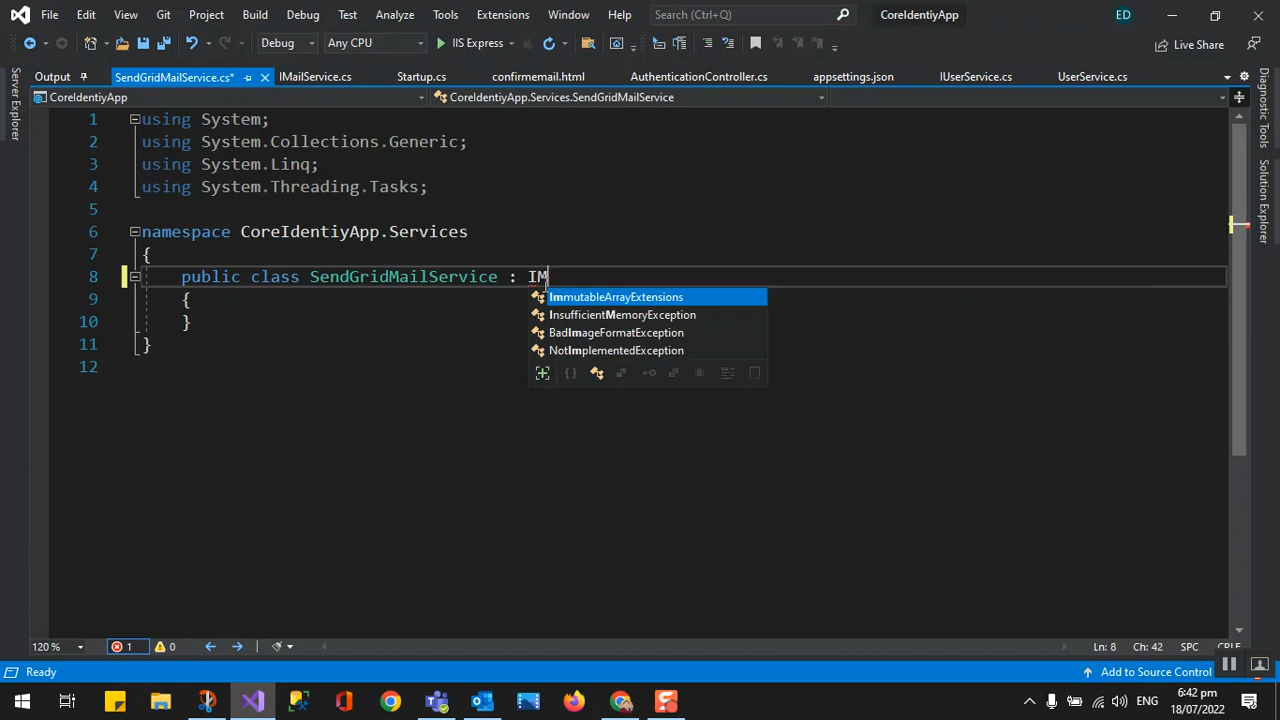 File Edit View Git Project Build Debug Test Analyze Tools Extensions Window Help Search (Ctrl+Q) CoreIdentiyApp ED
Debug Any CPU IIS Express Live Share
Output SendGridMailService.cs* IMailService.cs Startup.cs confirmemail.html AuthenticationController.cs appsettings.json IUserService.cs UserService.cs
CoreIdentiyApp CoreIdentiyApp.Services.SendGridMailService
Server Explorer
Diagnostic Tools
Solution Explorer
1 using System;
2 using System.Collections.Generic;
3 using System.Linq;
4 using System.Threading.Tasks;
5
6 namespace CoreIdentiyApp.Services
7 {
8 public class SendGridMailService : IM
9 {
10 }
11 }
12
ImmutableArrayExtensions
InsufficientMemoryException
BadImageFormatException
NotImplementedException
120 % 1 0 Ln: 8 Ch: 42 SPC CRLF
Ready Add to Source Control
ENG 6:42 pm
18/07/2022